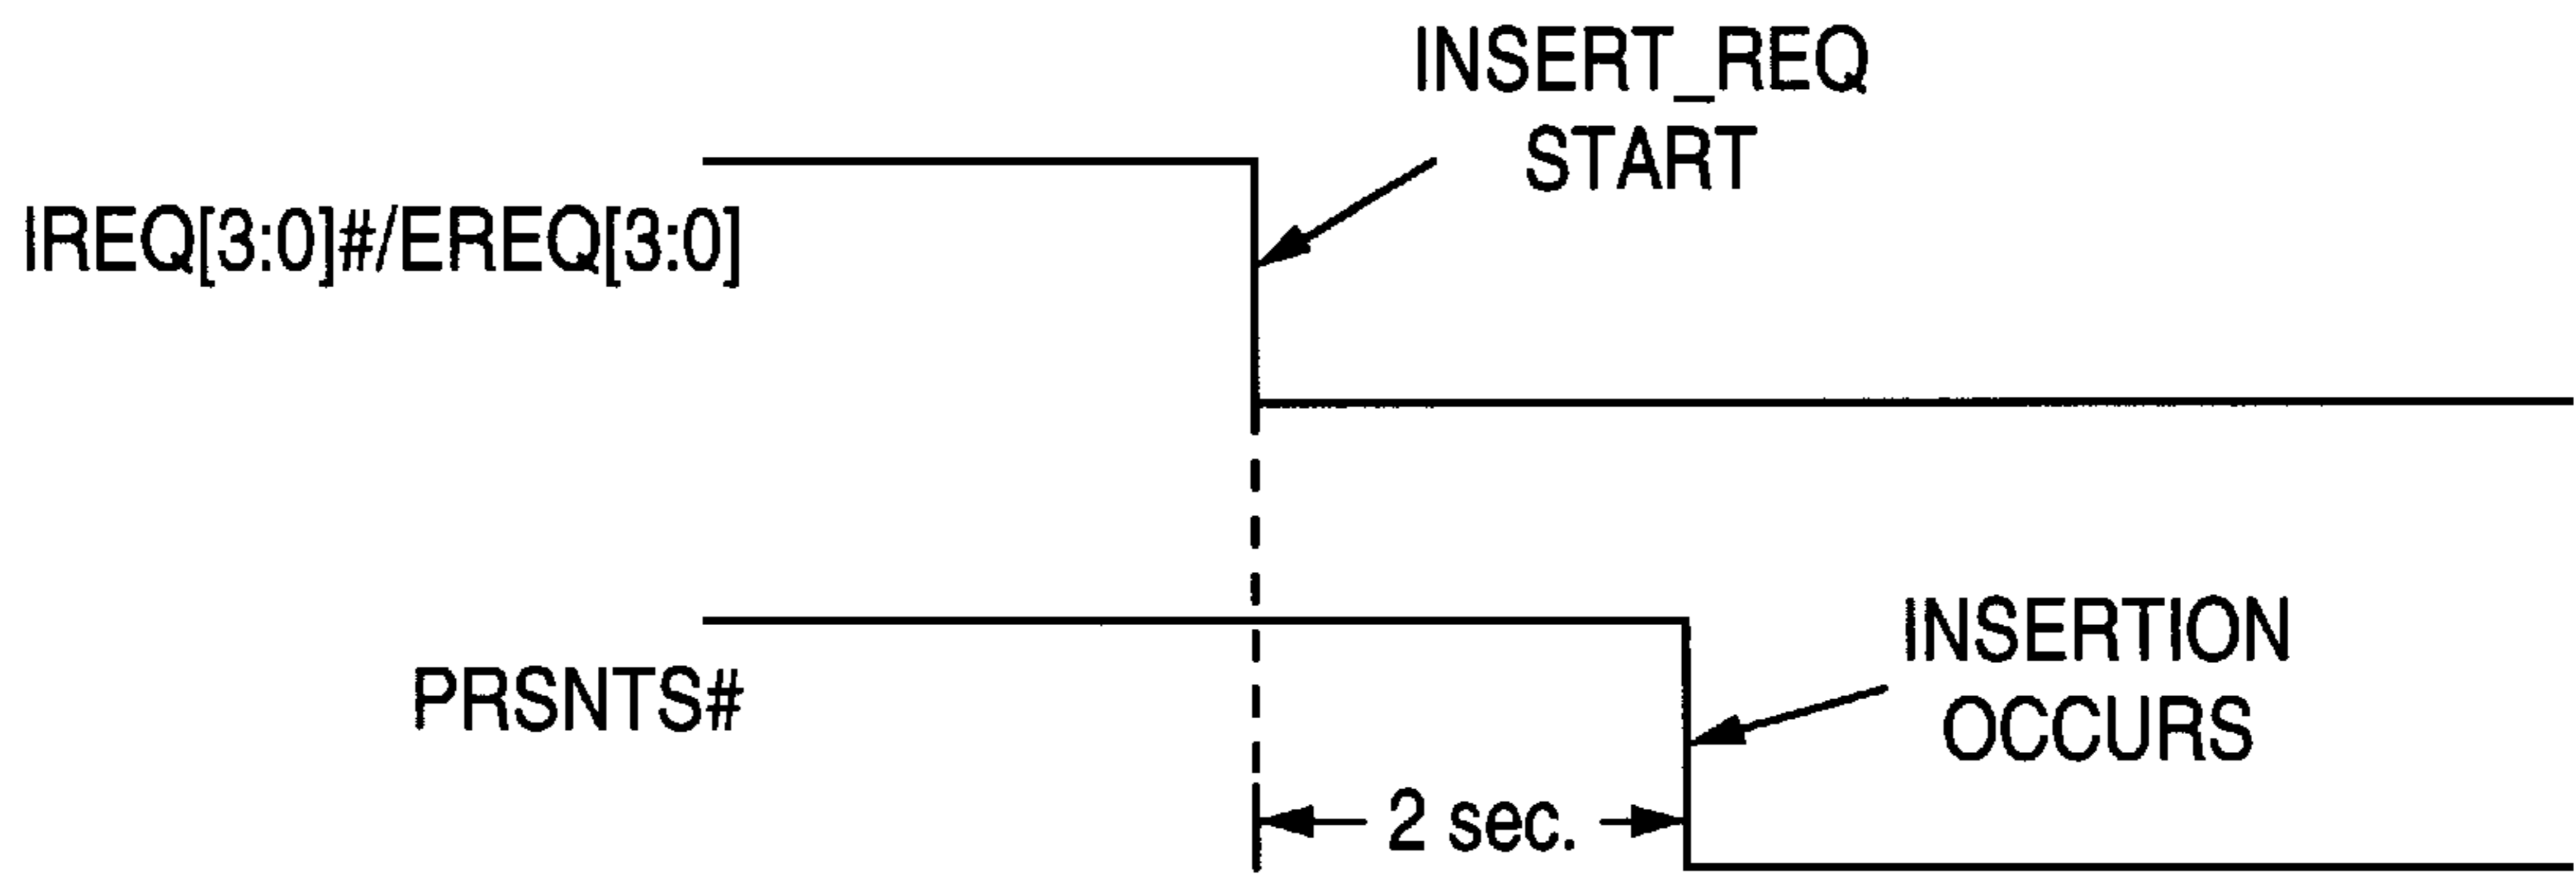 INSERT_REQ
START
IREQ[3:0]#/EREQ[3:0]
INSERTION
OCCURS
PRSNTS#
2 sec.